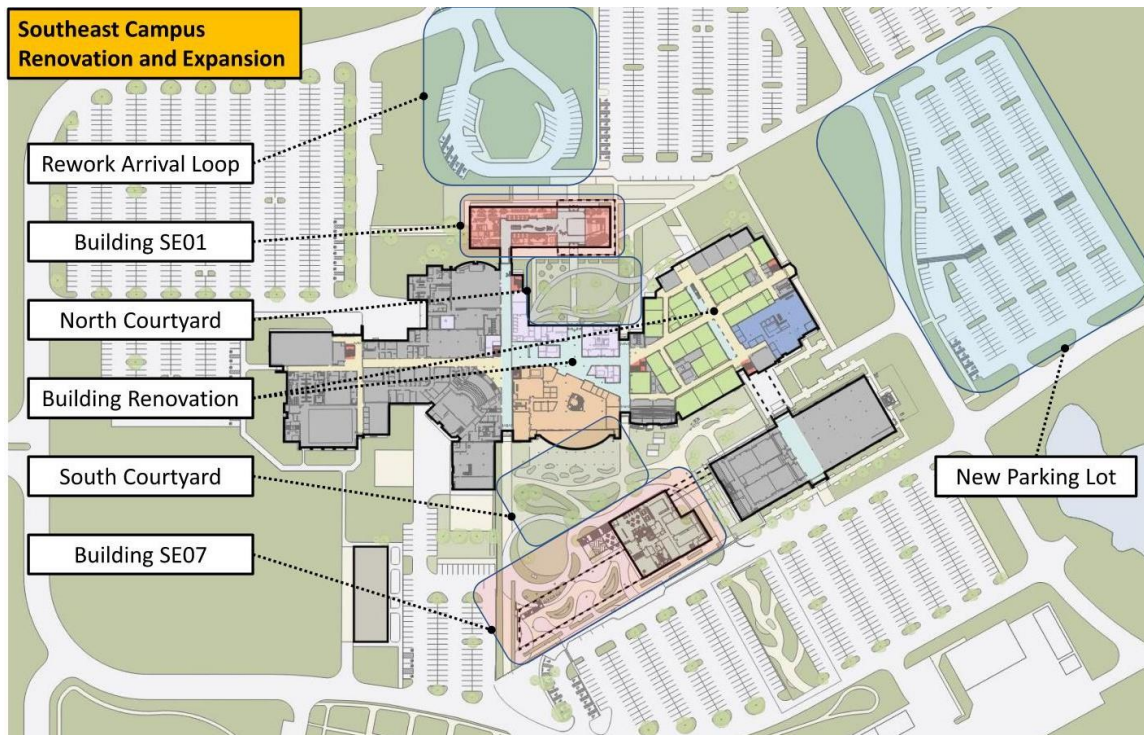 Southeast Campus
Renovation and Expansion
Rework Arrival Loop
Building SE01
North Courtyard
Building Renovation
South Courtyard
Building SE07
New Parking Lot